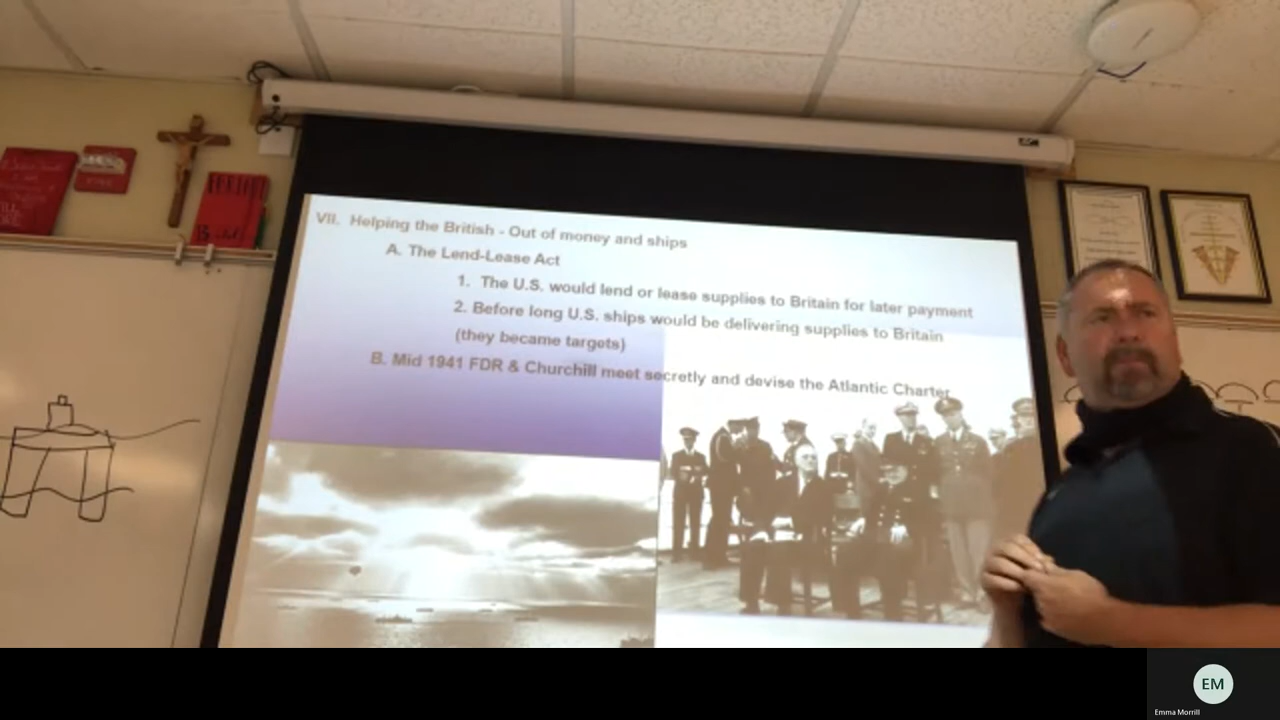 VII. Helping the British - Out of money and ships
A. The Lend-Lease Act
1. The U.S. would lend or lease supplies to Britain for later payment
2. Before long U.S. ships would be delivering supplies to Britain
(they became targets)
B. Mid 1941 FDR & Churchill meet secretly and devise the Atlantic Charter
EM
Emma Morrill